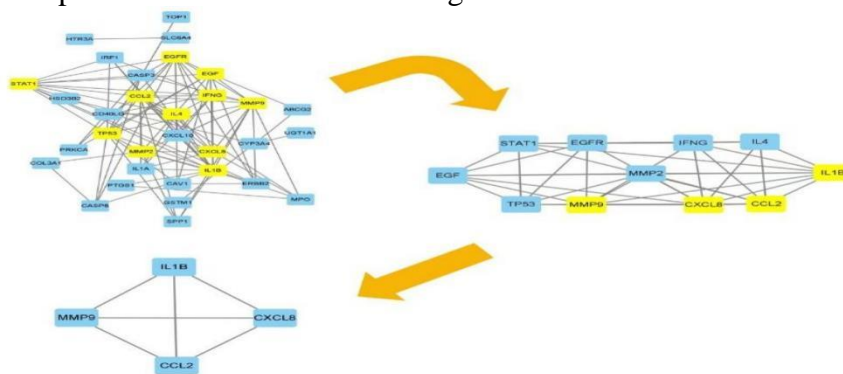 TOP1
HTR3A SLC6A4
EGFR
IRF1
EGF
STAT1 CASP3
CCL2 IFNG
HSD3B2 MMP9
ABCG2
CD40LG IL4
TP53 CXCL10 UGT1A1
CYP3A4
PRKCA
MMP2 CXCL8
COL3A1 IL1A IL1B
PTGS1 CAV1 ERBB2
CASP8 GSTM1 MPO
SPP1
STAT1 EGFR IFNG IL4
EGF MMP2 IL1B
TP53 MMP9 CXCL8 CCL2
IL1B
MMP9 CXCL8
CCL2